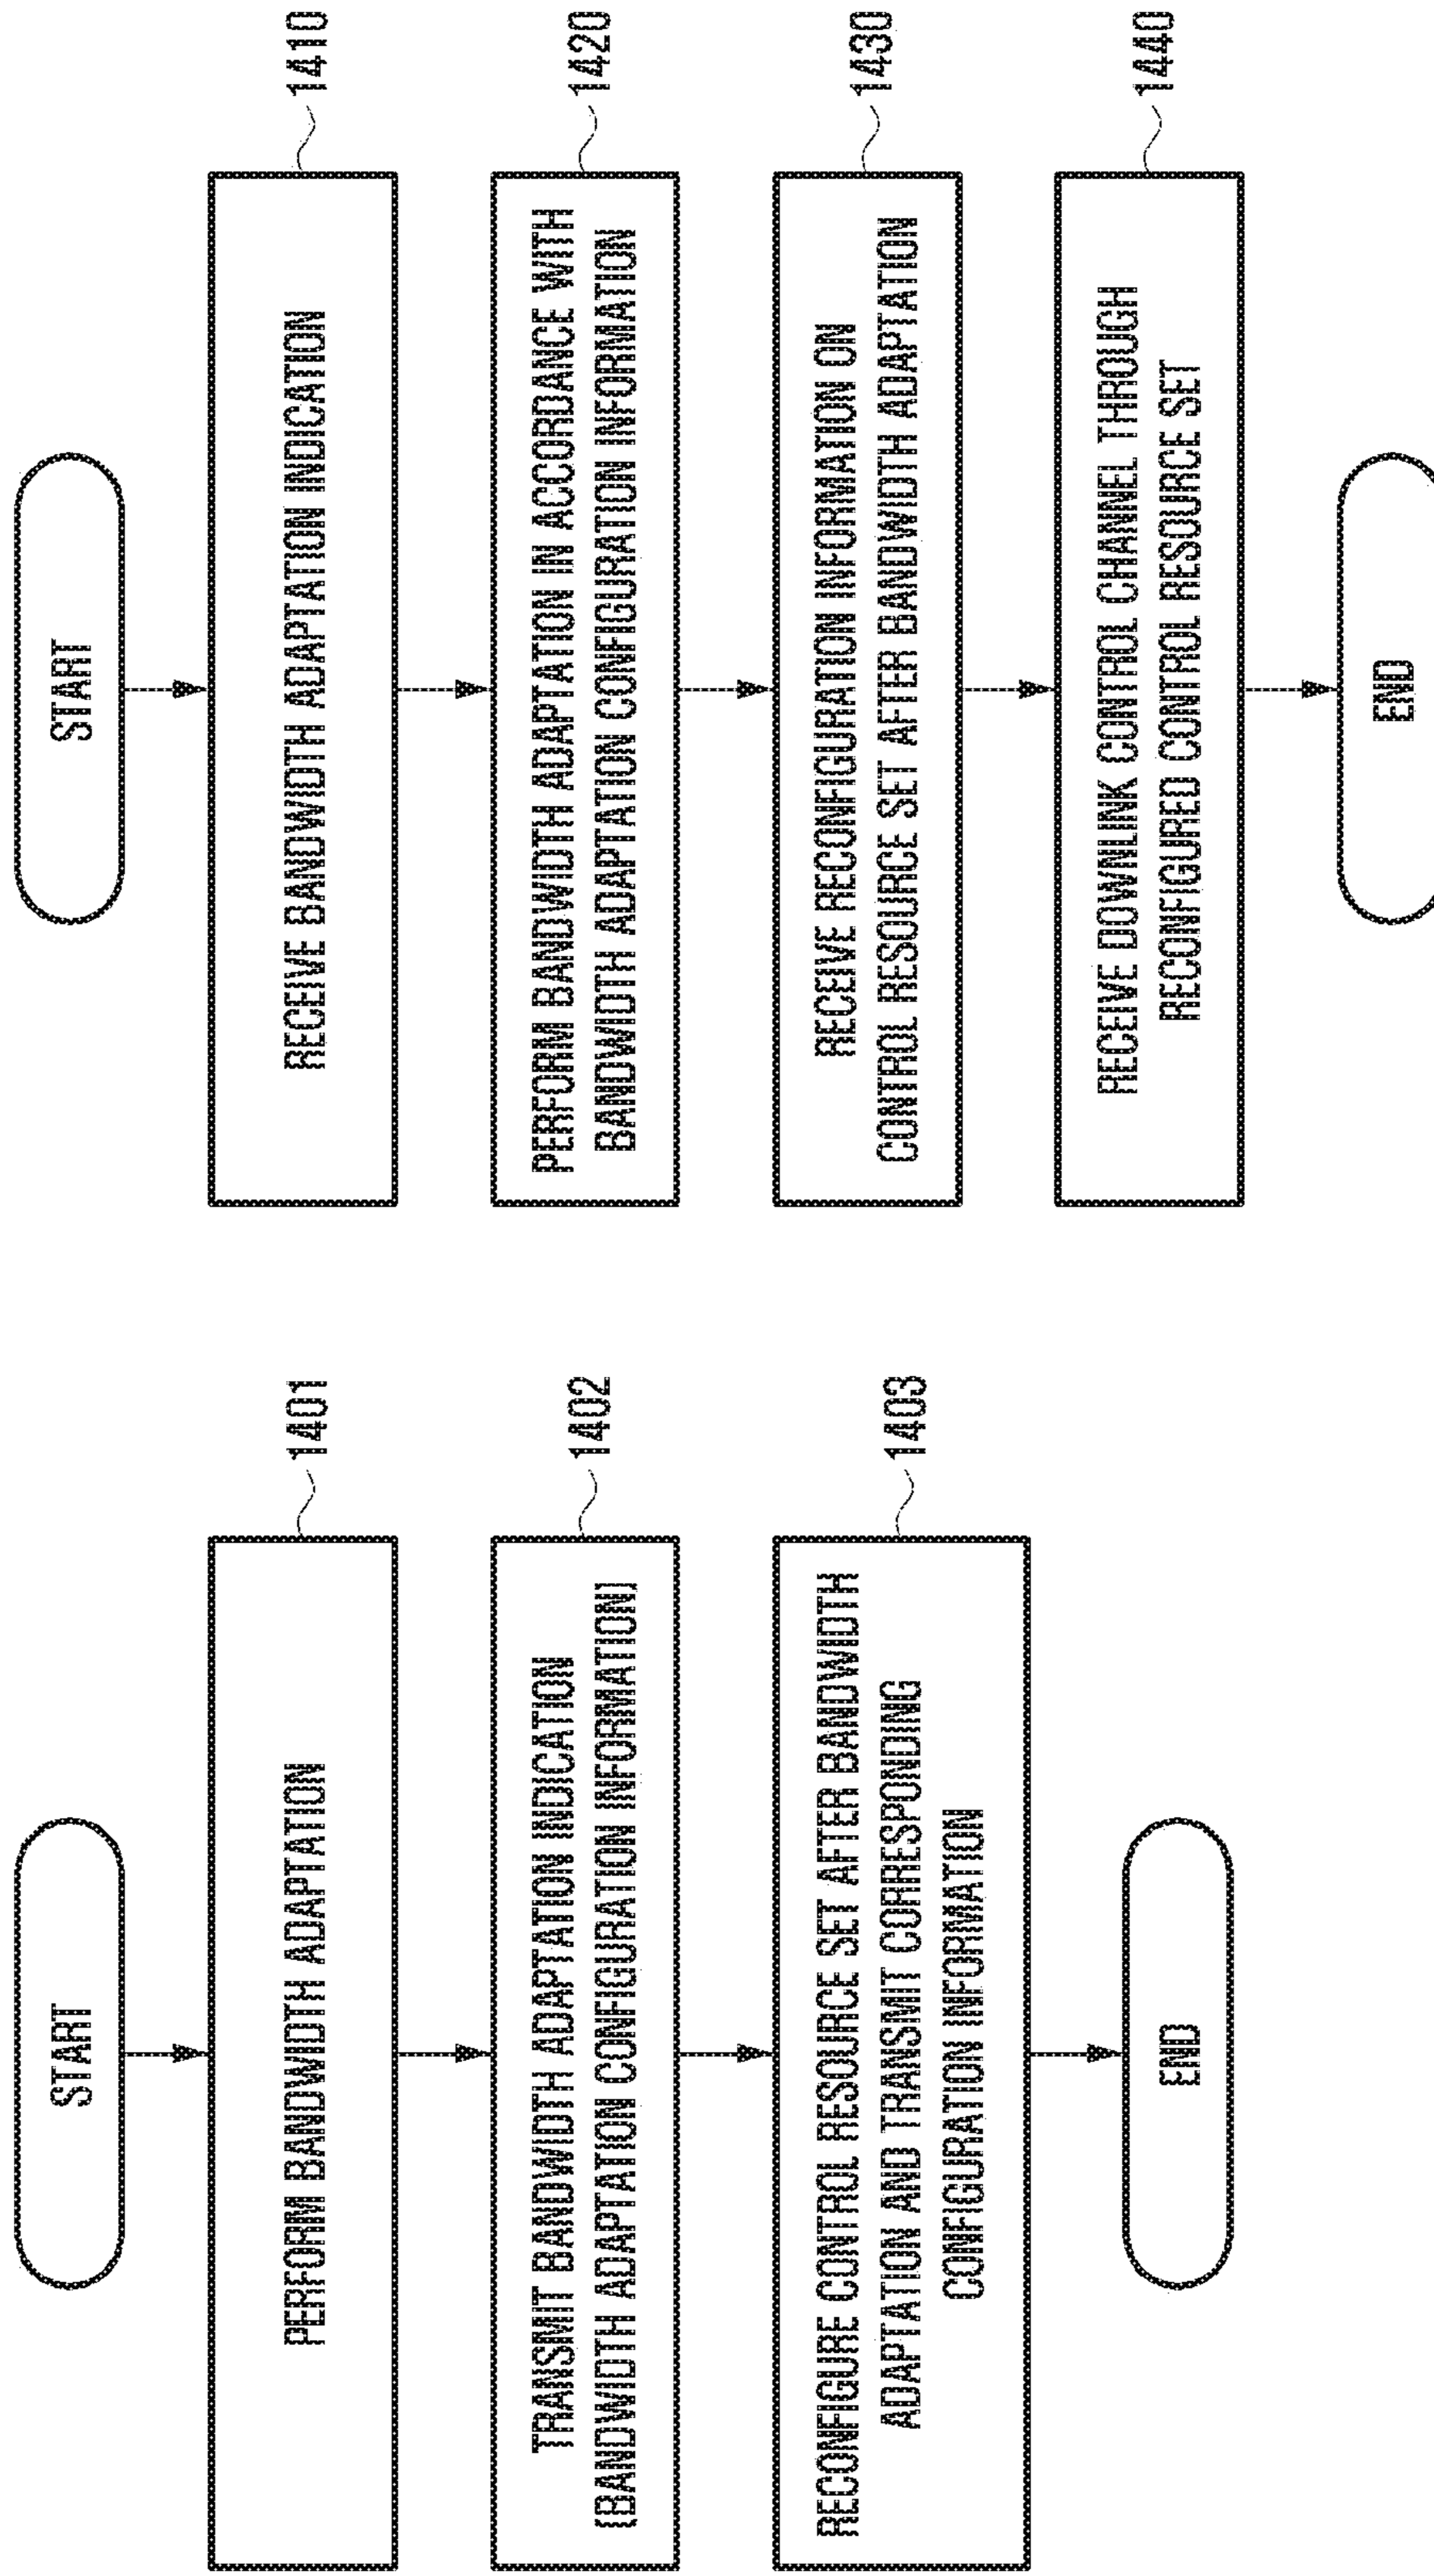 START
PERFORM BANDWIDTH ADAPTATION
1401
TRANSMIT BANDWIDTH ADAPTATION INDICATION
(BANDWIDTH ADAPTATION CONFIGURATION INFORMATION)
1402
RECONFIGURE CONTROL RESOURCE SET AFTER BANDWIDTH
ADAPTATION AND TRANSMIT CORRESPONDING
CONFIGURATION INFORMATION
1403
END
START
RECEIVE BANDWIDTH ADAPTATION INDICATION
1410
PERFORM BANDWIDTH ADAPTATION IN ACCORDANCE WITH
BANDWIDTH ADAPTATION CONFIGURATION INFORMATION
1420
RECEIVE RECONFIGURATION INFORMATION ON
CONTROL RESOURCE SET AFTER BANDWIDTH ADAPTATION
1430
RECEIVE DOWNLINK CONTROL CHANNEL THROUGH
RECONFIGURED CONTROL RESOURCE SET
1440
END